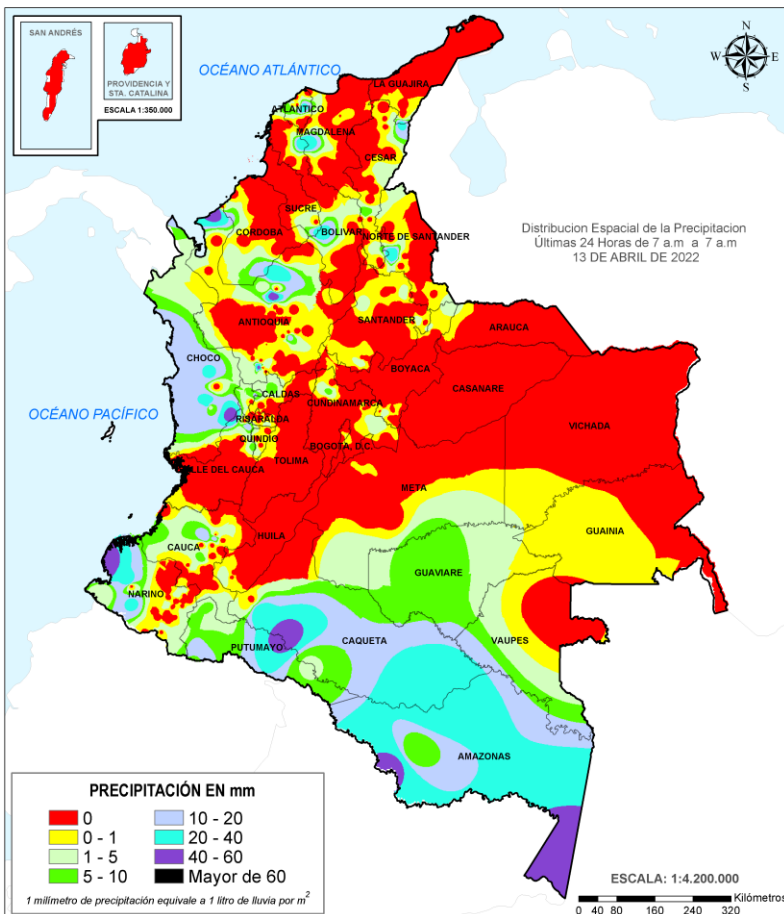 SAN ANDRÉS
PROVIDENCIA Y
STA. CATALINA
ESCALA 1:350.000
OCÉANO ATLÁNTICO
N
W
E
S
LA GUAJIRA
ATLANTICO
MAGDALENA
CESAR
SUCRE
CORDOBA
BOLIVAR
NORTE DE SANTANDER
Distribucion Espacial de la Precipitacion
Últimas 24 Horas de 7 a.m a 7 a.m
13 DE ABRIL DE 2022
ANTIOQUIA
SANTANDER
ARAUCA
CHOCO
BOYACA
CASANARE
CALDAS
CUNDINAMARCA
OCÉANO PACÍFICO
RISARALDA
VICHADA
QUINDIO
BOGOTA, D.C.
TOLIMA
VALLE DEL CAUCA
META
GUAINIA
HUILA
CAUCA
GUAVIARE
NARIÑO
CAQUETA
VAUPES
PUTUMAYO
AMAZONAS
PRECIPITACIÓN EN mm
0
0 - 1
1 - 5
5 - 10
10 - 20
20 - 40
40 - 60
Mayor de 60
1 milímetro de precipitación equivale a 1 litro de lluvia por m²
ESCALA: 1:4.200.000
Kilómetros
0 40 80 160 240 320